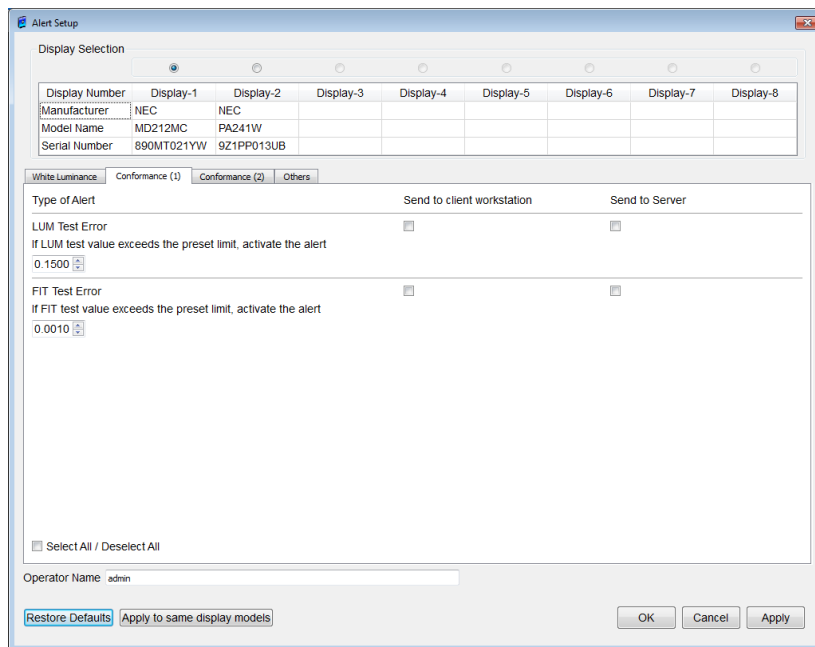 Alert Setup
Display Selection
Display Number Display-1 Display-2 Display-3 Display-4 Display-5 Display-6 Display-7 Display-8
Manufacturer NEC NEC
Model Name MD212MC PA241W
Serial Number 890MT021YW 9Z1PP013UB
White Luminance Conformance (1) Conformance (2) Others
Type of Alert Send to client workstation Send to Server
LUM Test Error
If LUM test value exceeds the preset limit, activate the alert
0.1500
FIT Test Error
If FIT test value exceeds the preset limit, activate the alert
0.0010
Select All / Deselect All
Operator Name admin
Restore Defaults Apply to same display models OK Cancel Apply